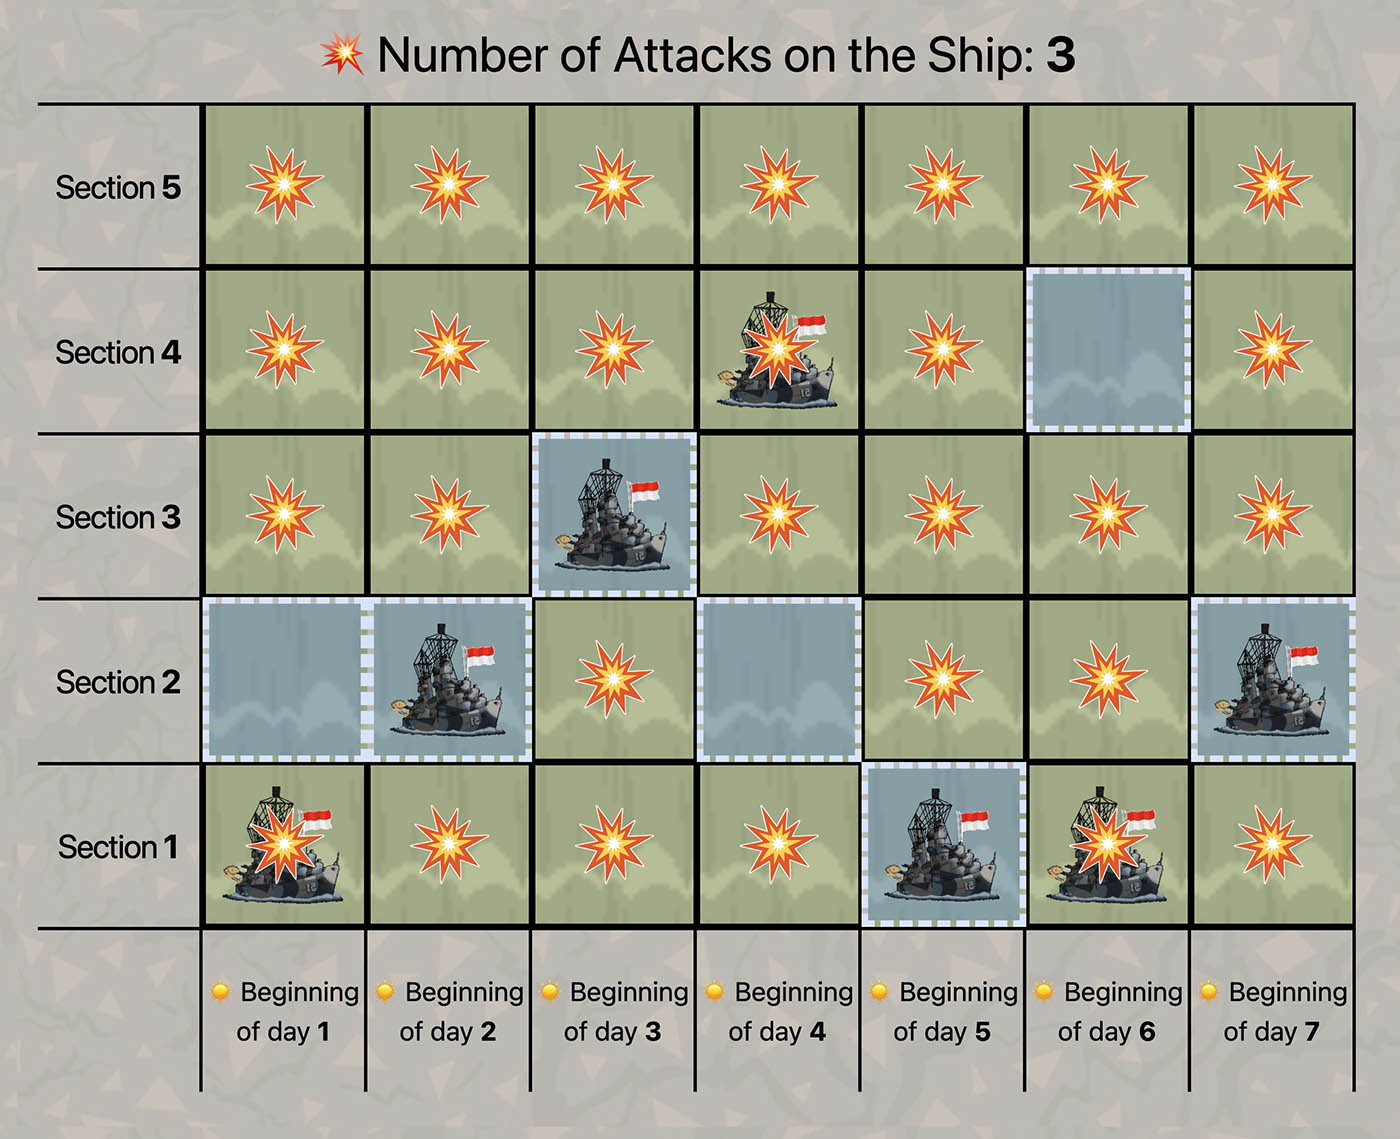 Number of Attacks on the Ship: 3
Section 5
Section 4
Section 3
Section 2
Section 1
Beginning of day 1
Beginning of day 2
Beginning of day 3
Beginning of day 4
Beginning of day 5
Beginning of day 6
Beginning of day 7